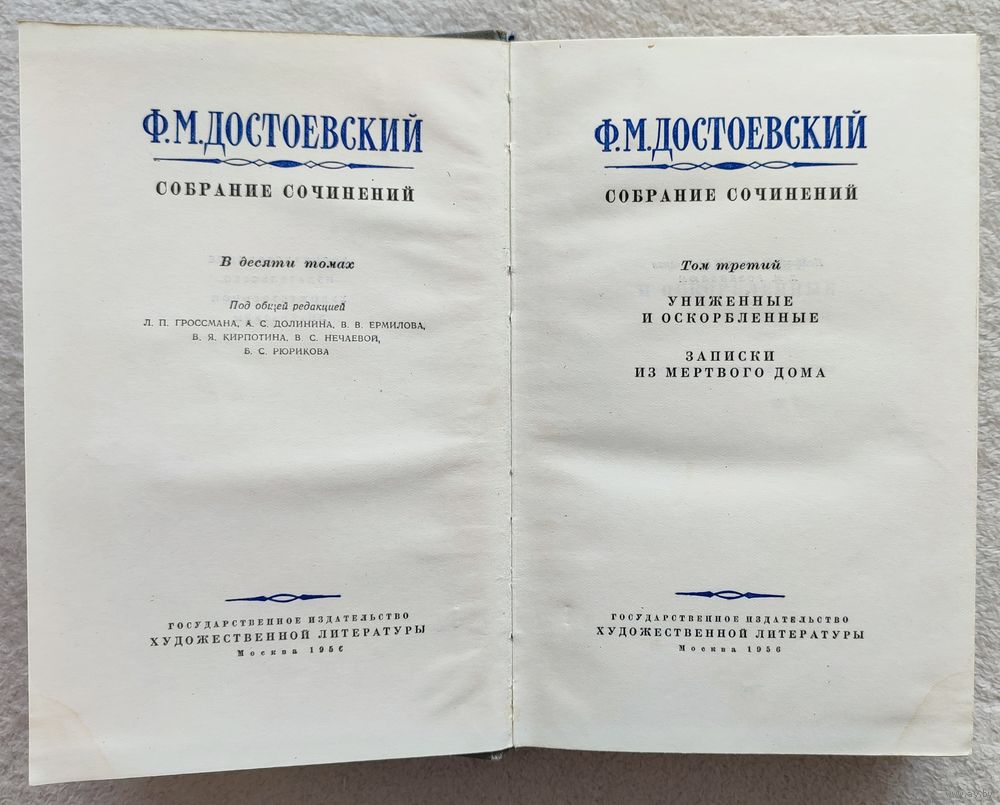 Ф.М.ДОСТОЕВСКИЙ
СОБРАНИЕ СОЧИНЕНИЙ
В десяти томах
Под общей редакцией
Л. П. ГРОССМАНА, А. С. ДОЛИНИНА, В. В. ЕРМИЛОВА,
В. Я. КИРПОТИНА, В. С. НЕЧАЕВОЙ,
Б. С. РЮРИКОВА
ГОСУДАРСТВЕННОЕ ИЗДАТЕЛЬСТВО
ХУДОЖЕСТВЕННОЙ ЛИТЕРАТУРЫ
Москва 1956
Ф.М.ДОСТОЕВСКИЙ
СОБРАНИЕ СОЧИНЕНИЙ
Том третий
УНИЖЕННЫЕ
И ОСКОРБЛЕННЫЕ
ЗАПИСКИ
ИЗ МЕРТВОГО ДОМА
ГОСУДАРСТВЕННОЕ ИЗДАТЕЛЬСТВО
ХУДОЖЕСТВЕННОЙ ЛИТЕРАТУРЫ
Москва 1956